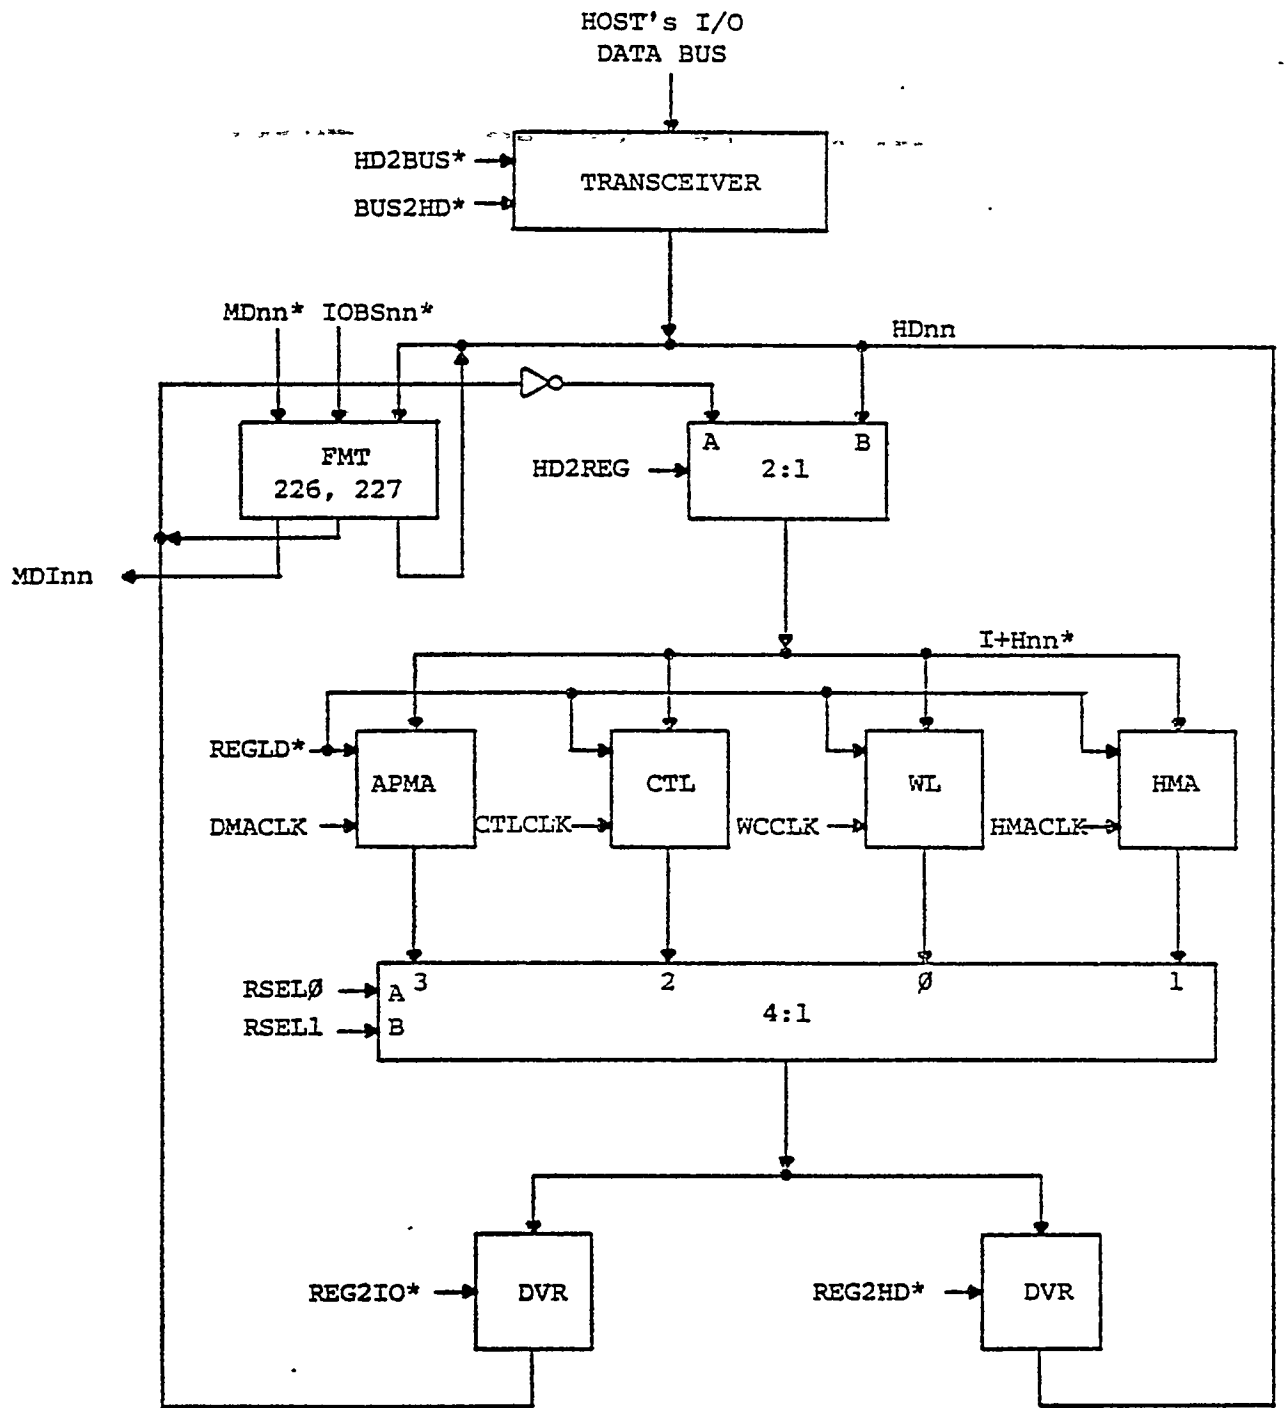 HOST's I/O
DATA BUS
HD2BUS*
TRANSCEIVER
BUS2HD*
MDnn* IOBSnn*
HDnn
A B
FMT
HD2REG
2:1
226, 227
MDInn
I+Hnn*
REGLD*
APMA
CTL
WL
HMA
DMACLK
CTLCLK
WCCLK
HMACLK
RSELØ
A
3
2
Ø
1
RSEL1
B
4:1
REG2IO*
DVR
REG2HD*
DVR